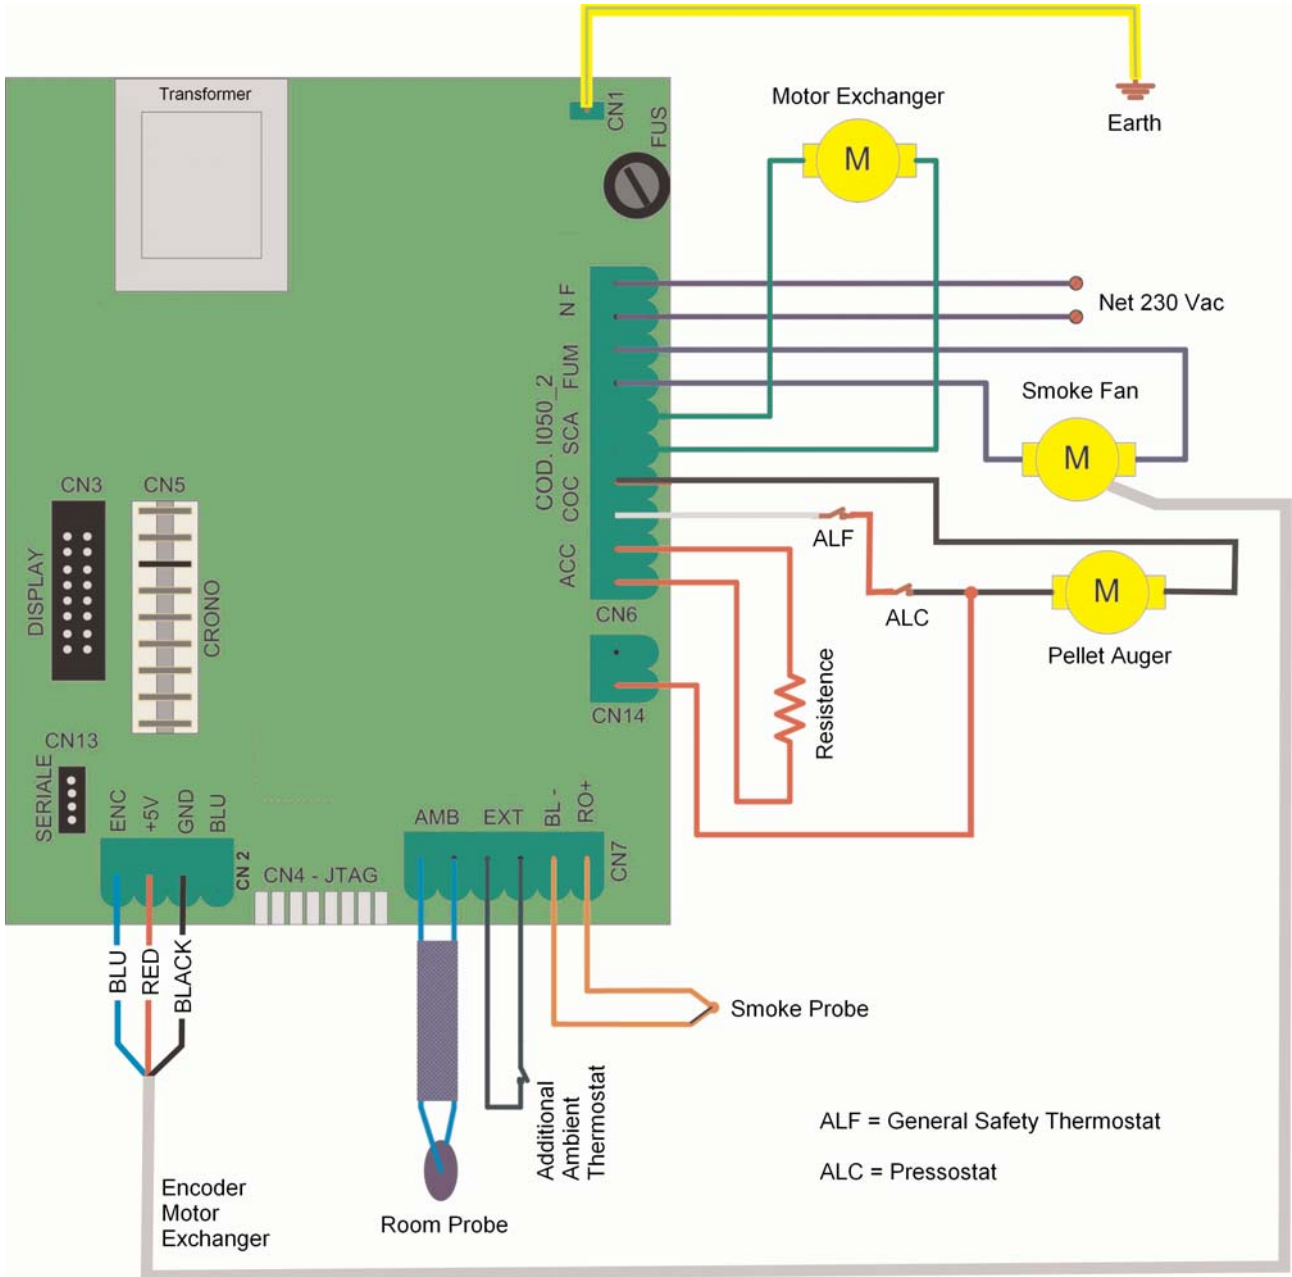 Transformer
CN1
FUS
Earth
Motor Exchanger
M
N F
FUM
SCA
COC
ACC
COD. I050_2
Net 230 Vac
Smoke Fan
M
ALF
ALC
M
Pellet Auger
CN6
CN14
Resistence
CN3
CN5
DISPLAY
CRONO
CN13
SERIALE
ENC
+5V
GND
BLU
CN 2
CN4 - JTAG
AMB
EXT
BL -
RO+
CN7
BLU
RED
BLACK
Smoke Probe
Additional
Ambient
Thermostat
Room Probe
Encoder
Motor
Exchanger
ALF = General Safety Thermostat
ALC = Pressostat